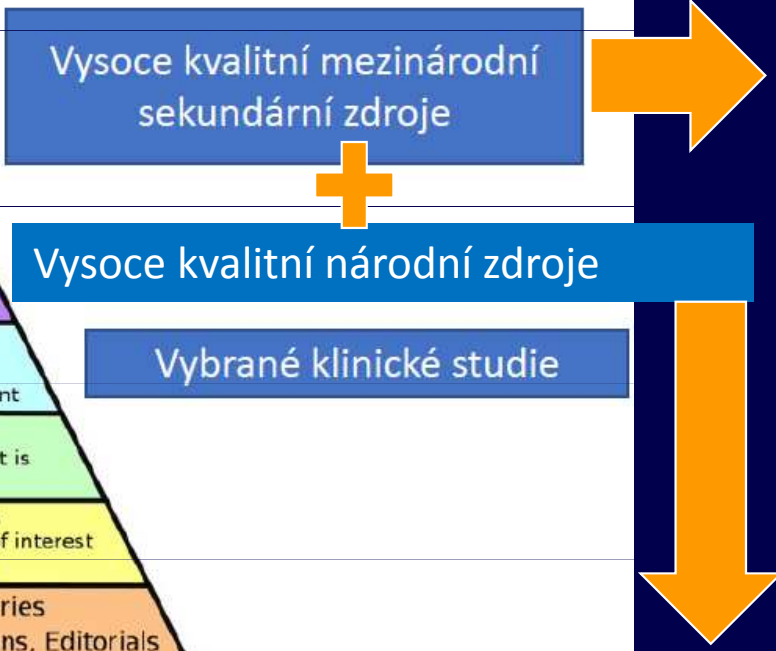 Vysoce kvalitní mezinárodní
sekundární zdroje
Vysoce kvalitní národní zdroje
Vybrané klinické studie
nt
t is
f interest
ries
ns, Editorials